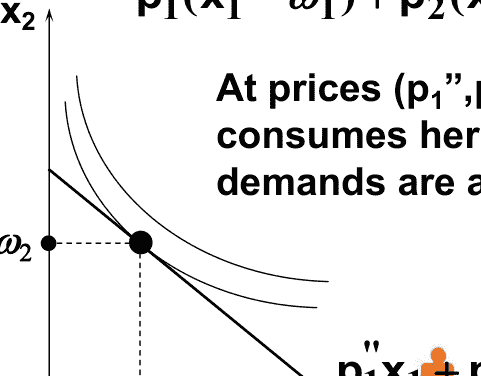 p₁(x₁ − ω₁) + p₂(x
x₂
At prices (p₁”,p
consumes her
demands are a
ω₂
p₁"x₁ + p